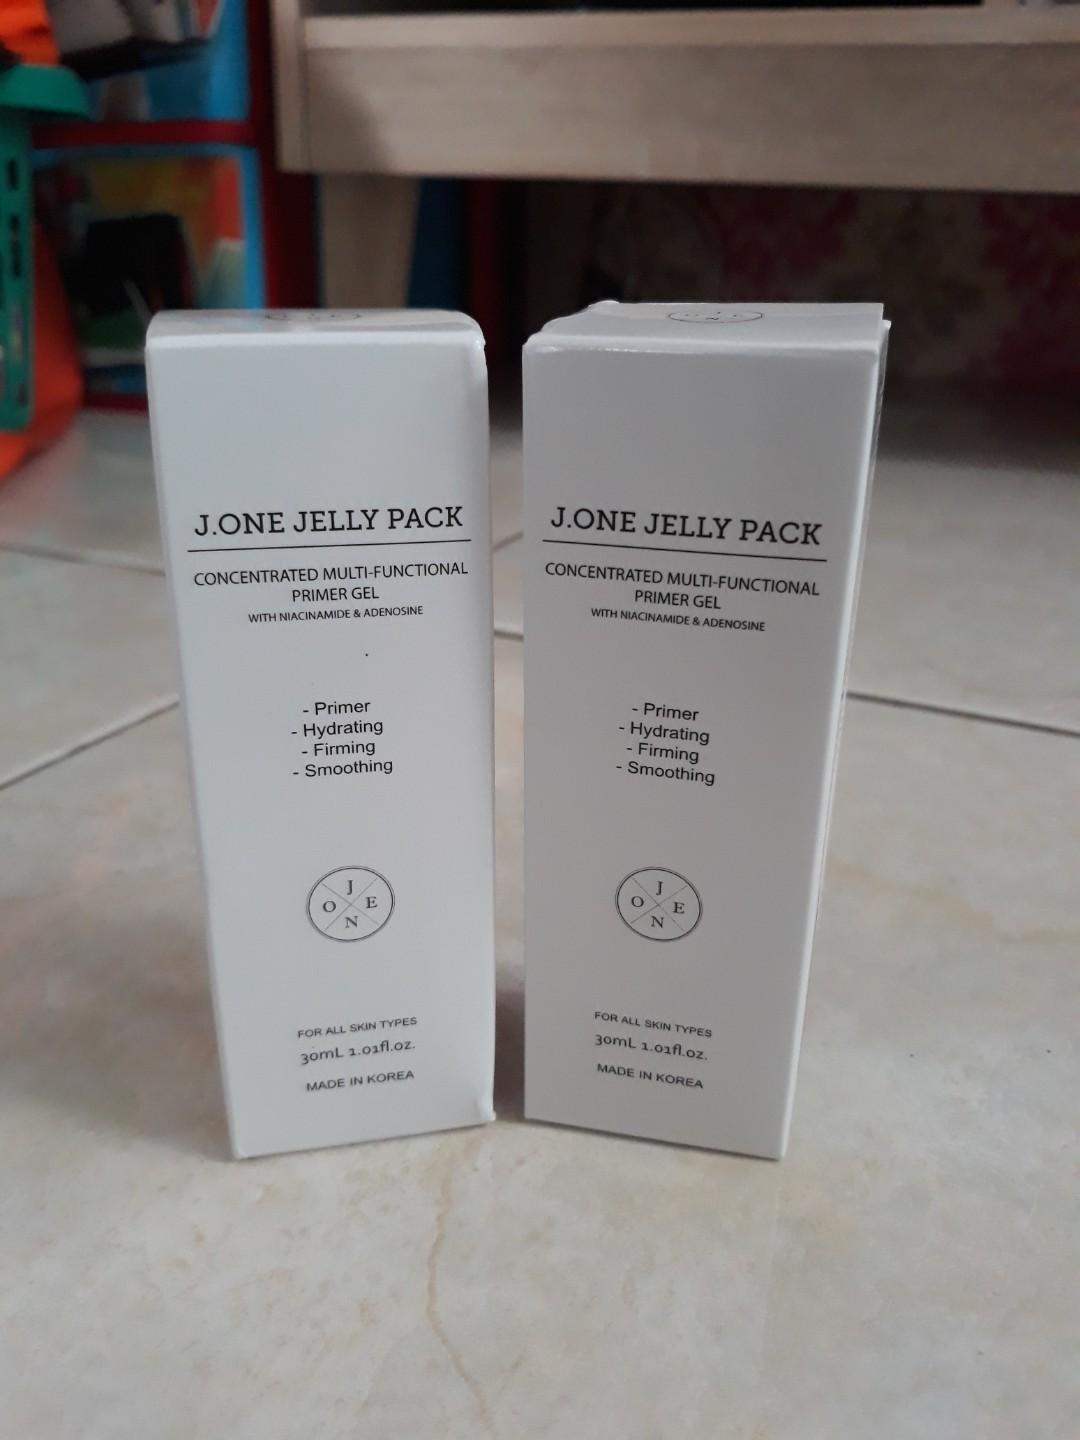 J.ONE JELLY PACK
CONCENTRATED MULTI-FUNCTIONAL
PRIMER GEL
WITH NIACINAMIDE & ADENOSINE
- Primer
- Hydrating
- Firming
- Smoothing
J
O E
N
FOR ALL SKIN TYPES
30mL 1.01fl.oz.
MADE IN KOREA
J.ONE JELLY PACK
CONCENTRATED MULTI-FUNCTIONAL
PRIMER GEL
WITH NIACINAMIDE & ADENOSINE
- Primer
- Hydrating
- Firming
- Smoothing
J
O E
N
FOR ALL SKIN TYPES
30mL 1.01fl.oz.
MADE IN KOREA